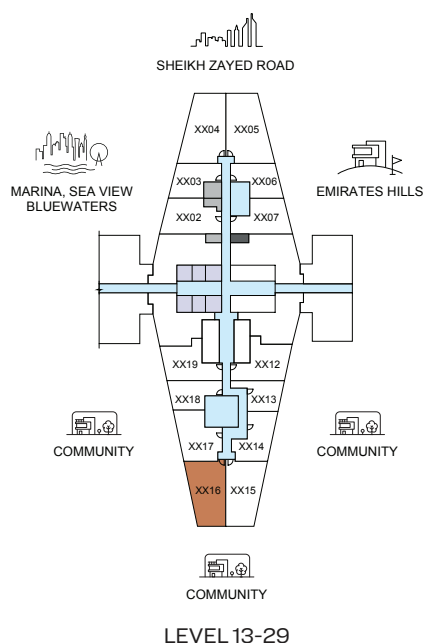 SHEIKH ZAYED ROAD
XX04 XX05
MARINA, SEA VIEW
BLUEWATERS
XX03 XX06
EMIRATES HILLS
XX02 XX07
XX19 XX12
XX18 XX13
COMMUNITY
XX17 XX14
COMMUNITY
XX16 XX15
COMMUNITY
LEVEL 13-29